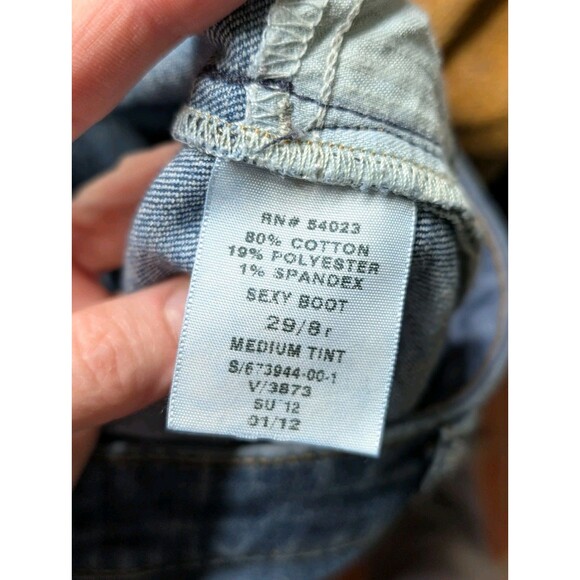 RN# 54023
80% COTTON
19% POLYESTER
1% SPANDEX
SEXY BOOT
29/8r
MEDIUM TINT
S/673944-00-1
V/3873
SU 12
01/12